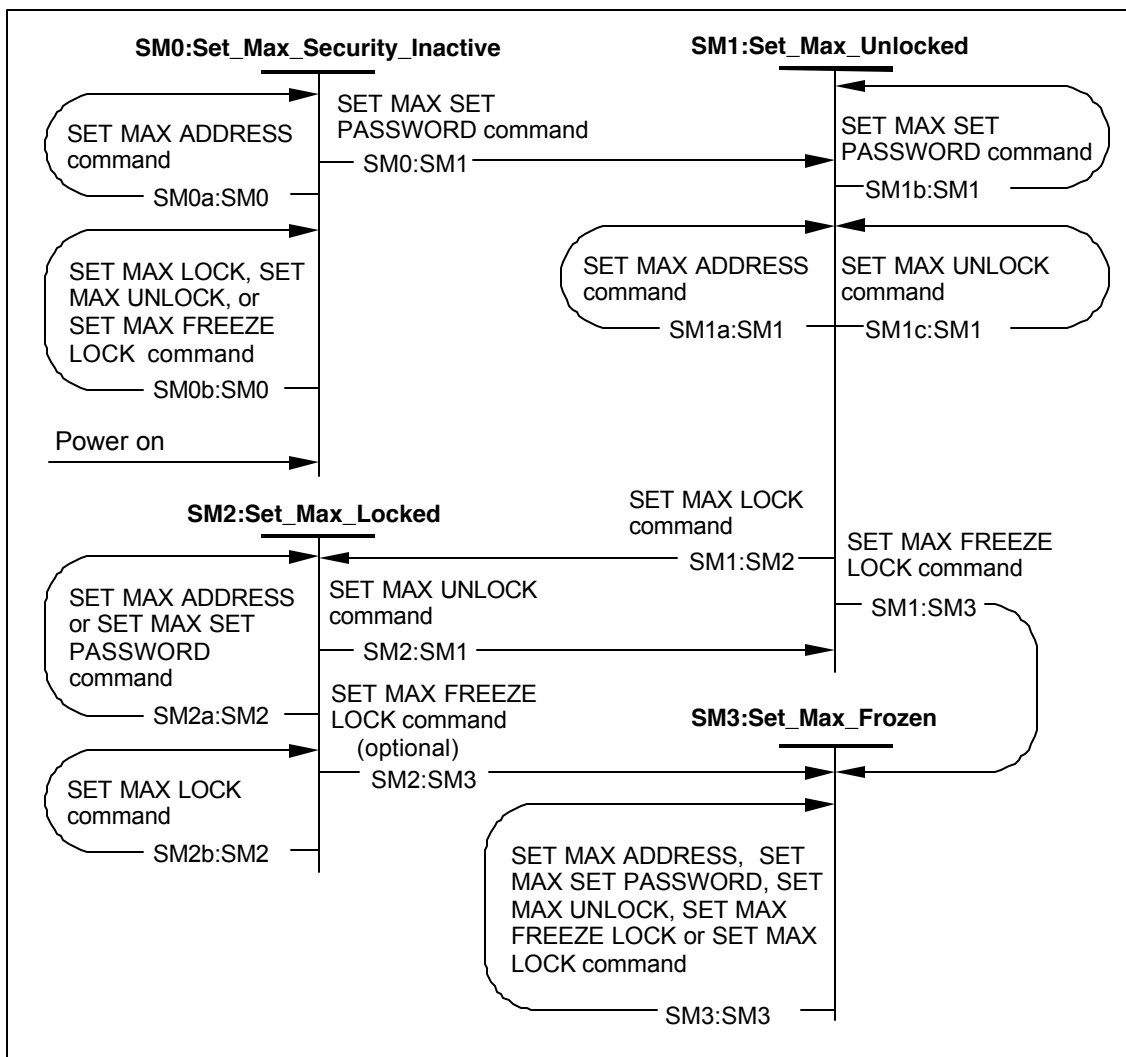 SM0:Set_Max_Security_Inactive
SET MAX ADDRESS
command
SM0a:SM0
SET MAX SET
PASSWORD command
SM0:SM1
SET MAX LOCK, SET
MAX UNLOCK, or
SET MAX FREEZE
LOCK command
SM0b:SM0
Power on
SM1:Set_Max_Unlocked
SET MAX SET
PASSWORD command
SM1b:SM1
SET MAX ADDRESS
command
SM1a:SM1
SET MAX UNLOCK
command
SM1c:SM1
SET MAX LOCK
command
SM1:SM2
SET MAX FREEZE
LOCK command
SM1:SM3
SM2:Set_Max_Locked
SET MAX ADDRESS
or SET MAX SET
PASSWORD
command
SM2a:SM2
SET MAX UNLOCK
command
SM2:SM1
SET MAX FREEZE
LOCK command
(optional)
SM2:SM3
SET MAX LOCK
command
SM2b:SM2
SM3:Set_Max_Frozen
SET MAX ADDRESS, SET
MAX SET PASSWORD, SET
MAX UNLOCK, SET MAX
FREEZE LOCK or SET MAX
LOCK command
SM3:SM3